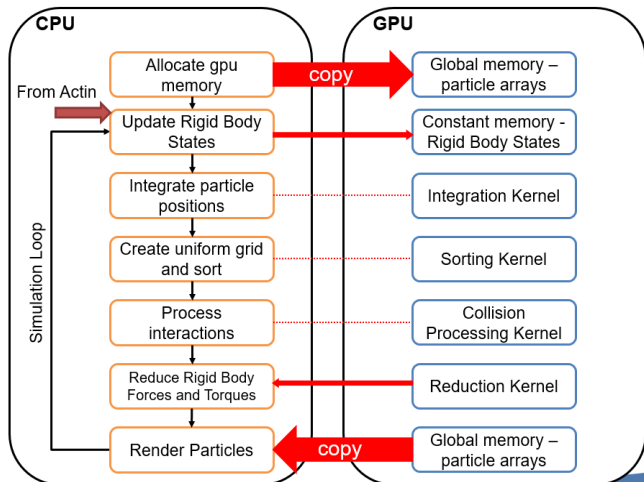 CPU
GPU
Allocate gpu
memory
copy
Global memory –
particle arrays
From Actin
Update Rigid Body
States
Constant memory -
Rigid Body States
Integrate particle
positions
Integration Kernel
Create uniform grid
and sort
Sorting Kernel
Simulation Loop
Process
interactions
Collision
Processing Kernel
Reduce Rigid Body
Forces and Torques
Reduction Kernel
Render Particles
copy
Global memory –
particle arrays